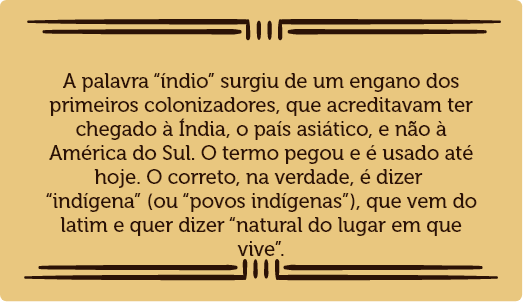 A palavra “índio” surgiu de um engano dos
primeiros colonizadores, que acreditavam ter
chegado à Índia, o país asiático, e não à
América do Sul. O termo pegou e é usado até
hoje. O correto, na verdade, é dizer
“indígena” (ou “povos indígenas”), que vem do
latim e quer dizer “natural do lugar em que
vive”.